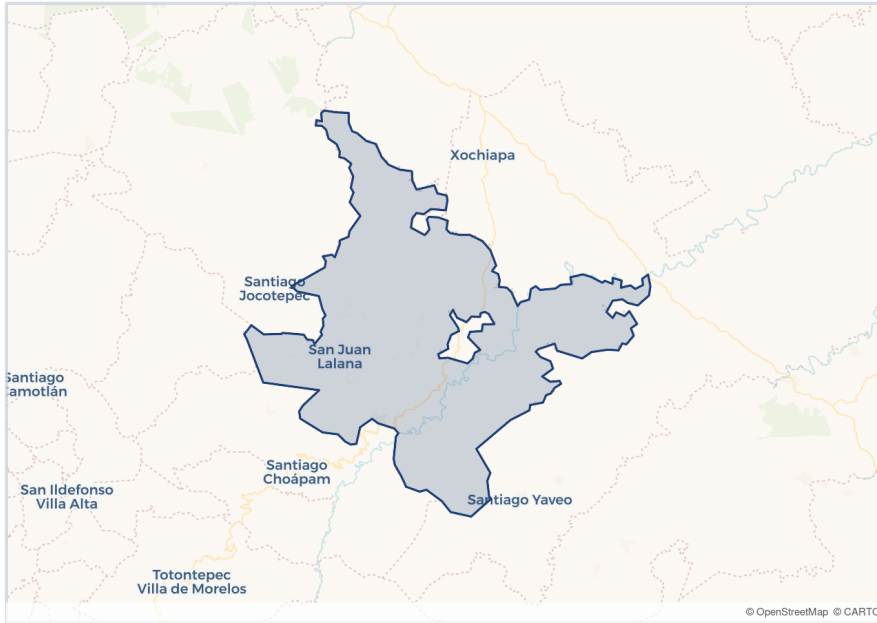 Xochiapa
Santiago
Jocotepec
San Juan
Lalana
Santiago
Camotlán
Santiago
Choápam
San Ildefonso
Villa Alta
Santiago Yaveo
Totontepec
Villa de Morelos
© OpenStreetMap © CARTO